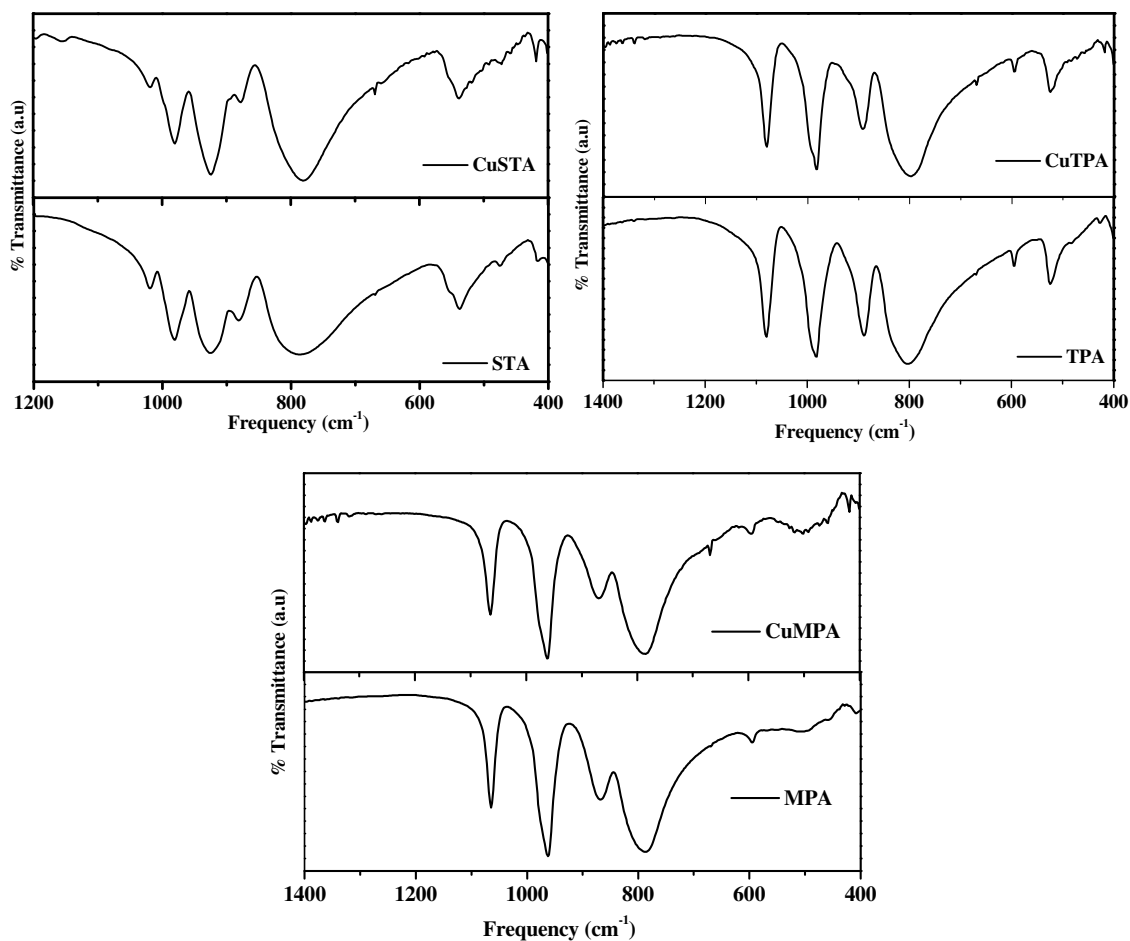 % Transmittance (a.u)
CuSTA
STA
1200 1000 800 600 400
Frequency (cm-1)
% Transmittance (a.u)
CuTPA
TPA
1400 1200 1000 800 600 400
Frequency (cm-1)
% Transmittance (a.u)
CuMPA
MPA
1400 1200 1000 800 600 400
Frequency (cm-1)